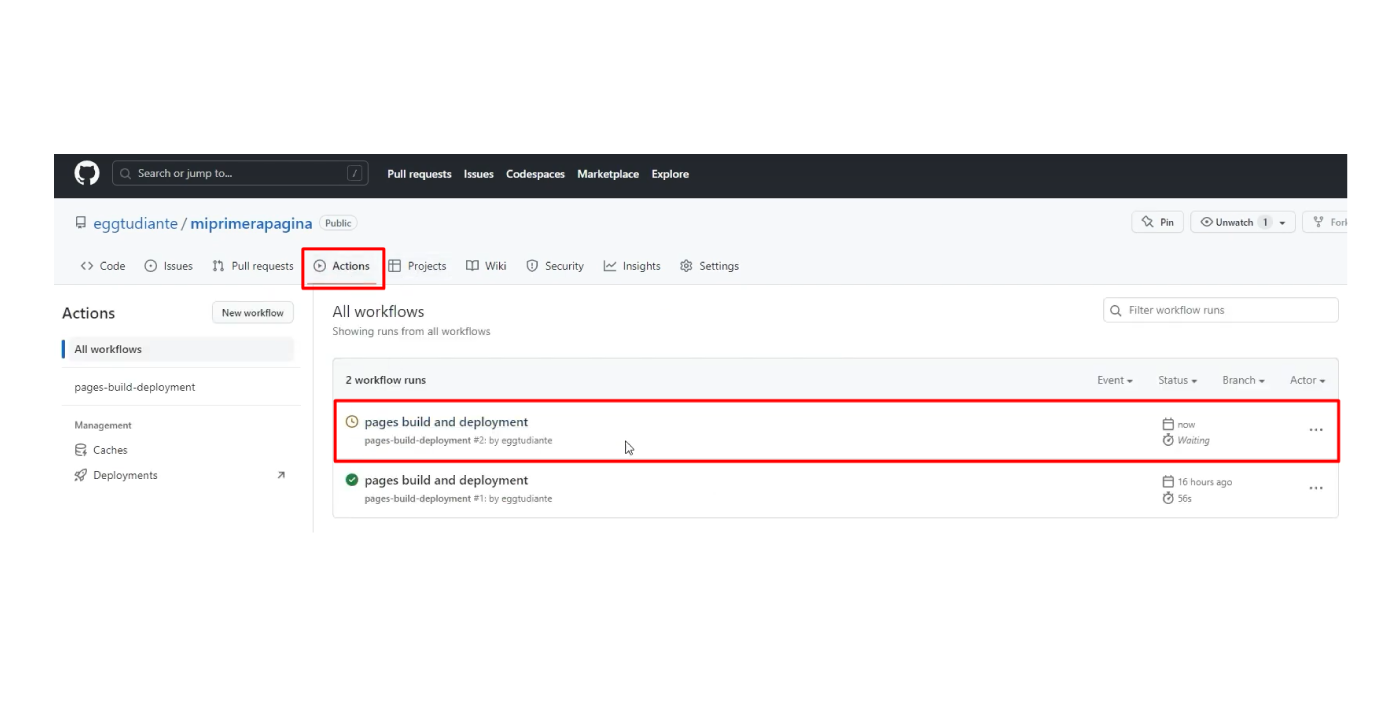 Search or jump to... / Pull requests Issues Codespaces Marketplace Explore
eggtudiante / miprimerapagina Public Pin Unwatch 1
Code Issues Pull requests Actions Projects Wiki Security Insights Settings
Actions New workflow
All workflows
pages-build-deployment
Management
Caches
Deployments
All workflows
Showing runs from all workflows
Filter workflow runs
2 workflow runs Event Status Branch Actor
pages build and deployment
pages-build-deployment #2: by eggtudiante
now
Waiting
pages build and deployment
pages-build-deployment #1: by eggtudiante
16 hours ago
56s